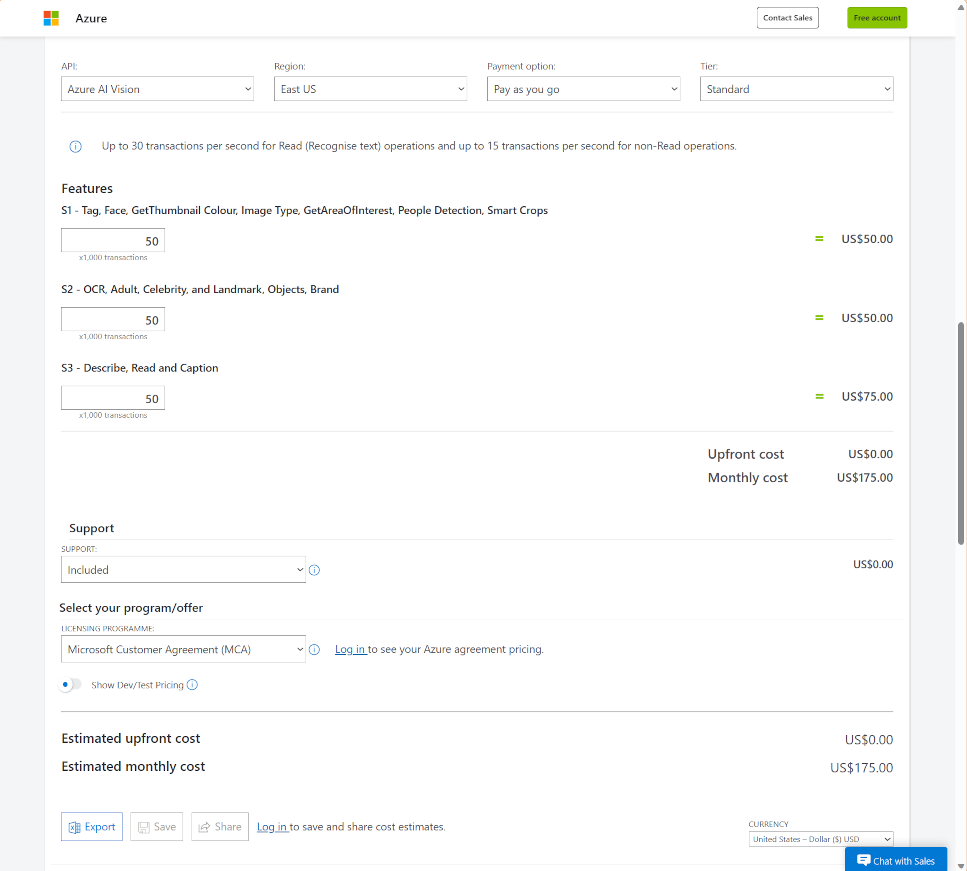 Azure
Contact Sales
Free account
API:
Region:
Payment option:
Tier:
Azure AI Vision
East US
Pay as you go
Standard
Up to 30 transactions per second for Read (Recognise text) operations and up to 15 transactions per second for non-Read operations.
Features
S1 - Tag, Face, GetThumbnail Colour, Image Type, GetAreaOfInterest, People Detection, Smart Crops
50
= US$50.00
x1,000 transactions
S2 - OCR, Adult, Celebrity, and Landmark, Objects, Brand
50
= US$50.00
x1,000 transactions
S3 - Describe, Read and Caption
50
= US$75.00
x1,000 transactions
Upfront cost US$0.00
Monthly cost US$175.00
Support
SUPPORT:
Included
US$0.00
Select your program/offer
LICENSING PROGRAMME:
Microsoft Customer Agreement (MCA)
Log in to see your Azure agreement pricing.
Show Dev/Test Pricing
Estimated upfront cost US$0.00
Estimated monthly cost US$175.00
Export
Save
Share
Log in to save and share cost estimates.
CURRENCY
United States – Dollar ($) USD
Chat with Sales